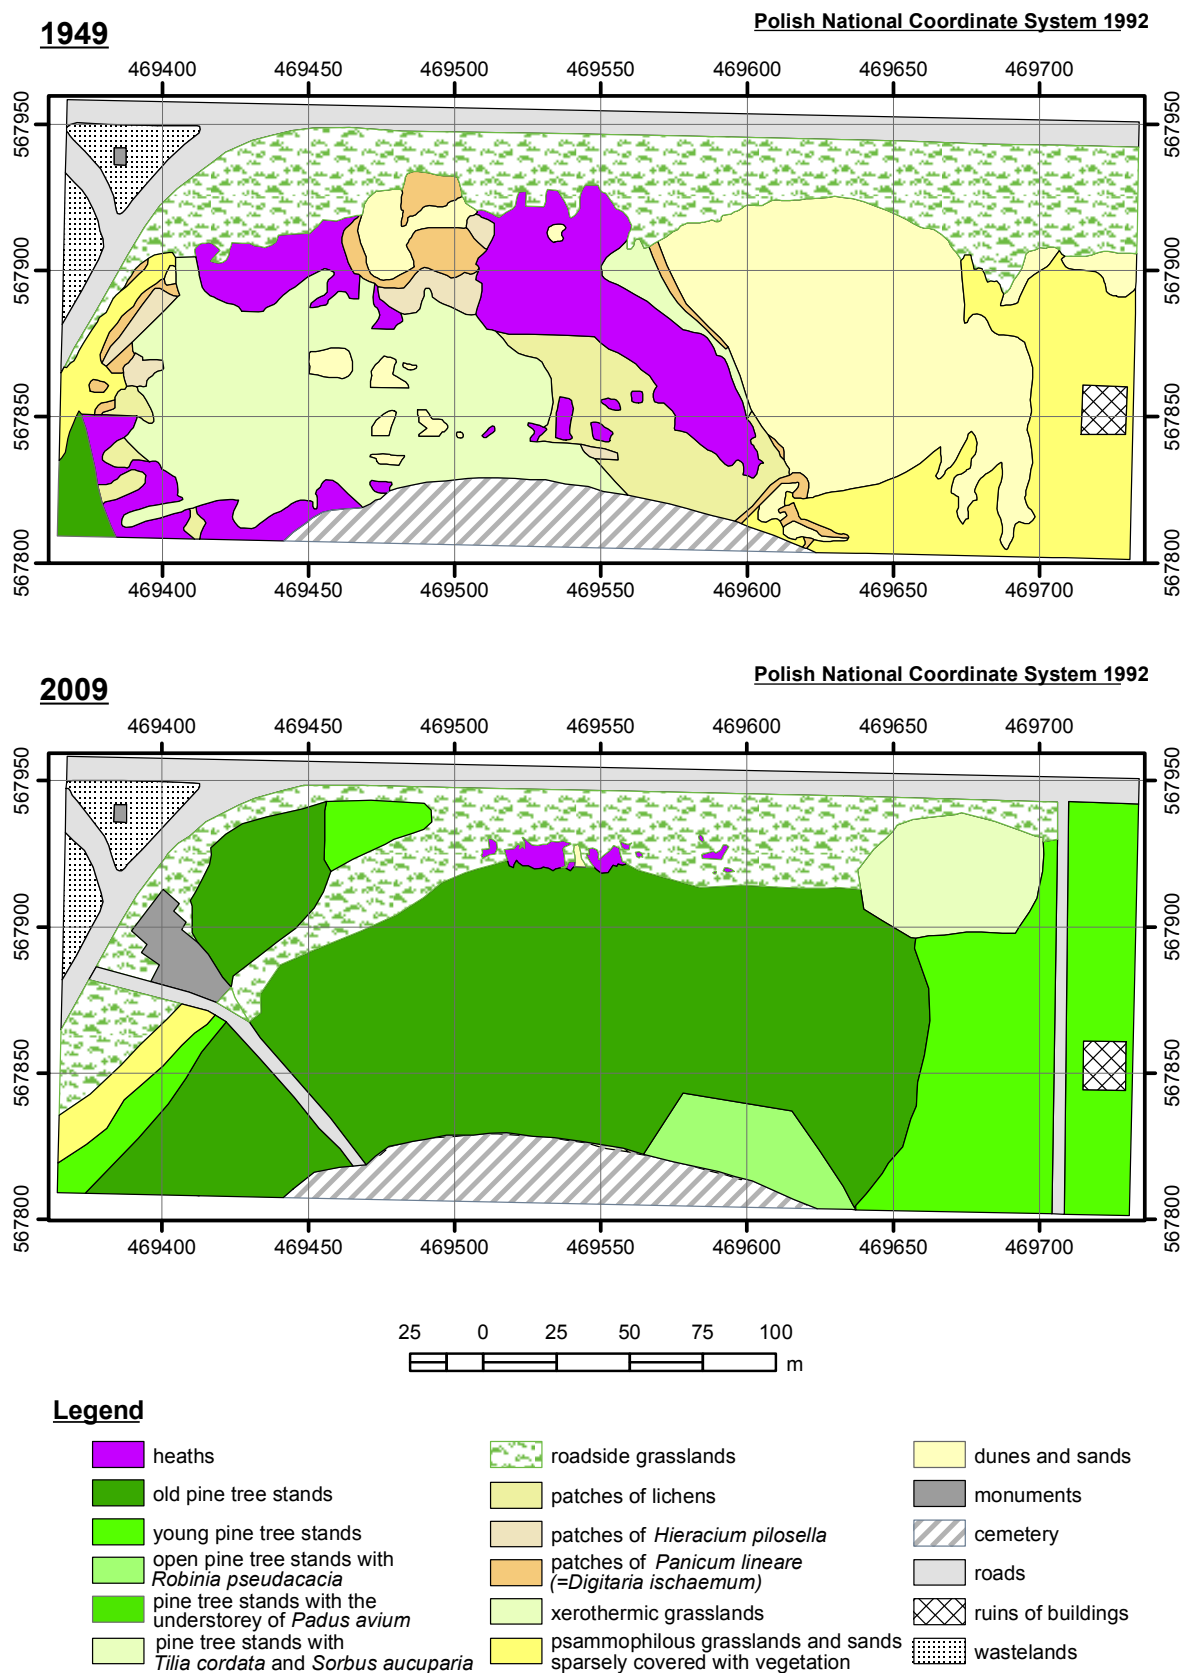 Polish National Coordinate System 1992
1949
469400 469450 469500 469550 469600 469650 469700
567950 567950
567900 567900
567850 567850
567800 567800
469400 469450 469500 469550 469600 469650 469700
Polish National Coordinate System 1992
2009
469400 469450 469500 469550 469600 469650 469700
567950 567950
567900 567900
567850 567850
567800 567800
469400 469450 469500 469550 469600 469650 469700
25 0 25 50 75 100
m
Legend
heaths
old pine tree stands
young pine tree stands
open pine tree stands with
Robinia pseudacacia
pine tree stands with the
understorey of Padus avium
pine tree stands with
Tilia cordata and Sorbus aucuparia
roadside grasslands
patches of lichens
patches of Hieracium pilosella
patches of Panicum lineare
(=Digitaria ischaemum)
xerothermic grasslands
psammophilous grasslands and sands
sparsely covered with vegetation
dunes and sands
monuments
cemetery
roads
ruins of buildings
wastelands